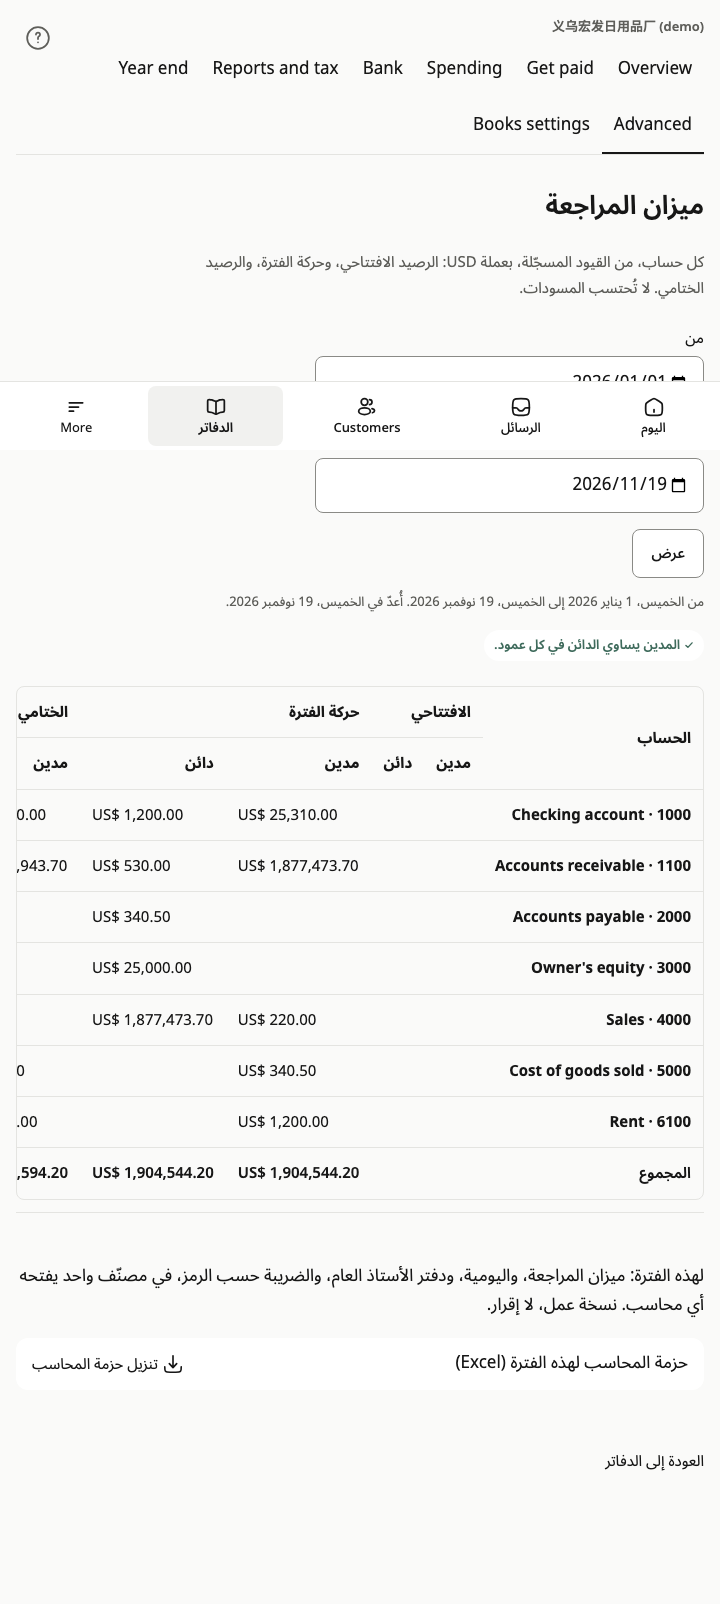 义乌宏发日用品厂 (demo)
Overview Get paid Spending Bank Reports and tax Year end
Advanced Books settings
ميزان المراجعة
كل حساب، من القيود المسجّلة، بعملة USD: الرصيد الافتتاحي، وحركة الفترة، والرصيد
الختامي. لا تُحتسب المسودات.
من
اليوم الرسائل Customers الدفاتر More
2026/11/19
عرض
من الخميس، 1 يناير 2026 إلى الخميس، 19 نوفمبر 2026. أُعدّ في الخميس، 19 نوفمبر 2026.
المدين يساوي الدائن في كل عمود.
الحساب الافتتاحي حركة الفترة الختامي
مدين دائن مدين دائن مدين
1000 · Checking account US$ 25,310.00 US$ 1,200.00 0.00
1100 · Accounts receivable US$ 1,877,473.70 US$ 530.00 ,943.70
2000 · Accounts payable US$ 340.50
3000 · Owner's equity US$ 25,000.00
4000 · Sales US$ 220.00 US$ 1,877,473.70
5000 · Cost of goods sold US$ 340.50 0
6100 · Rent US$ 1,200.00 .00
المجموع US$ 1,904,544.20 US$ 1,904,544.20 ,594.20
لهذه الفترة: ميزان المراجعة، واليومية، ودفتر الأستاذ العام، والضريبة حسب الرمز، في مصنّف واحد يفتحه
أي محاسب. نسخة عمل، لا إقرار.
حزمة المحاسب لهذه الفترة (Excel) تنزيل حزمة المحاسب
العودة إلى الدفاتر